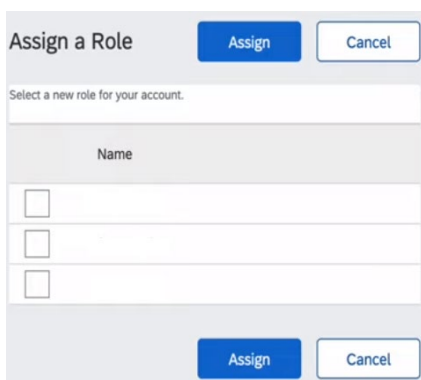 Assign a Role
Assign
Cancel
Select a new role for your account.
Name
Assign
Cancel